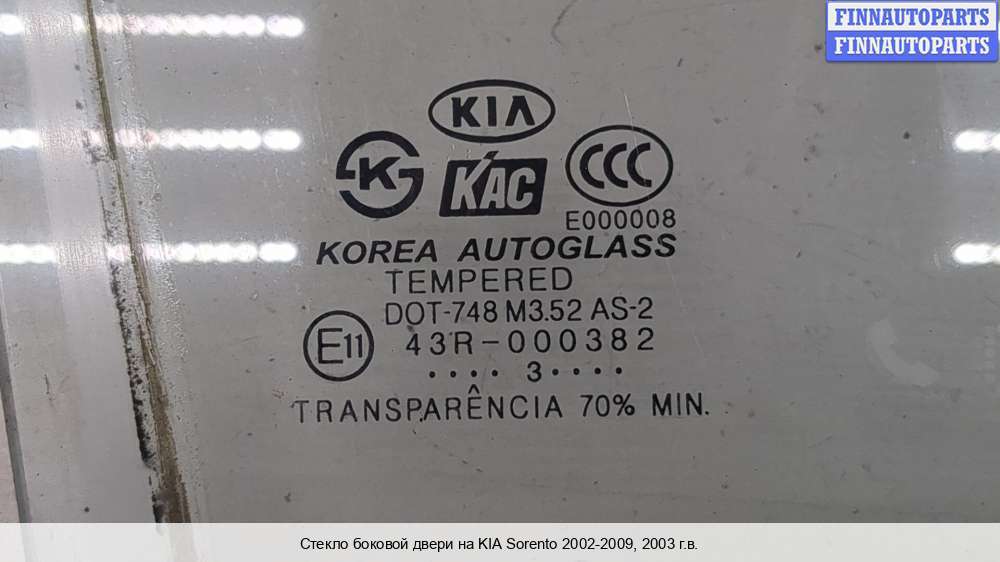 FINNAUTOPARTS
FINNAUTOPARTS
KIA
K
KAC
CCC
E000008
KOREA AUTOGLASS
TEMPERED
DOT-748 M3.52 AS-2
E11
43R-000382
•••• 3••••
TRANSPARÊNCIA 70% MIN.
Стекло боковой двери на KIA Sorento 2002-2009, 2003 г.в.